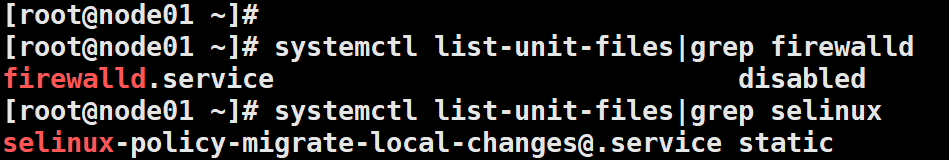 [root@node01 ~]#
[root@node01 ~]# systemctl list-unit-files|grep firewalld
firewalld.service                             disabled
[root@node01 ~]# systemctl list-unit-files|grep selinux
selinux-policy-migrate-local-changes@.service static